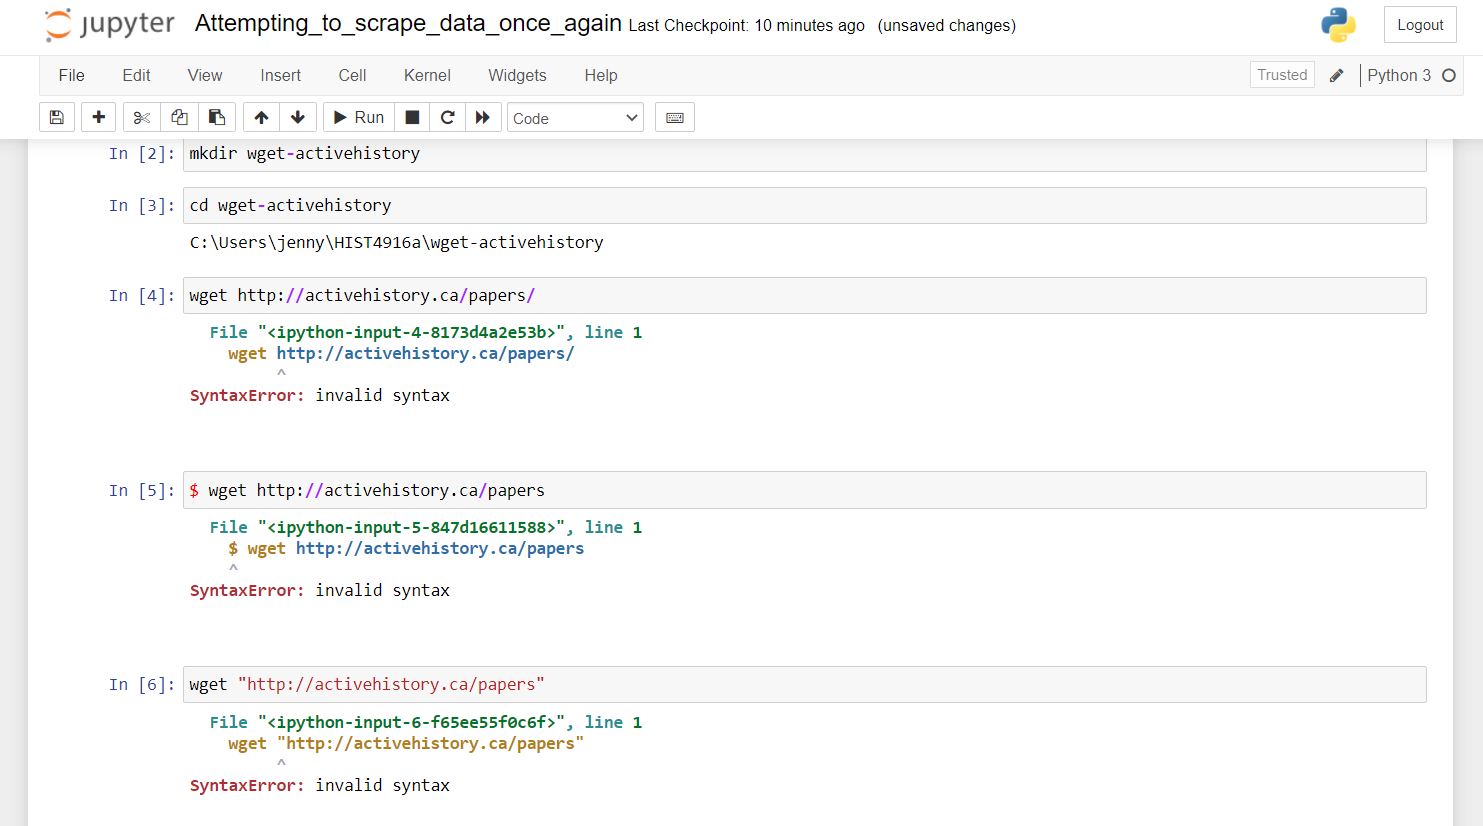 jupyter Attempting_to_scrape_data_once_again Last Checkpoint: 10 minutes ago (unsaved changes) Logout
File Edit View Insert Cell Kernel Widgets Help Trusted Python 3
Run Code
In [2]: mkdir wget-activehistory
In [3]: cd wget-activehistory
C:\Users\jenny\HIST4916a\wget-activehistory
In [4]: wget http://activehistory.ca/papers/
File "<ipython-input-4-8173d4a2e53b>", line 1
wget http://activehistory.ca/papers/
^
SyntaxError: invalid syntax
In [5]: $ wget http://activehistory.ca/papers
File "<ipython-input-5-847d16611588>", line 1
$ wget http://activehistory.ca/papers
^
SyntaxError: invalid syntax
In [6]: wget "http://activehistory.ca/papers"
File "<ipython-input-6-f65ee55f0c6f>", line 1
wget "http://activehistory.ca/papers"
^
SyntaxError: invalid syntax